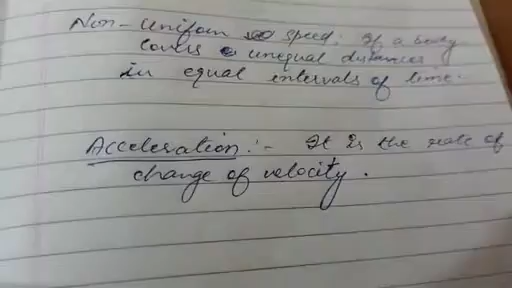 Non-Uniform speed: If a body
covers unequal distances
in equal intervals of time.
Acceleration :- It is the rate of
change of velocity.